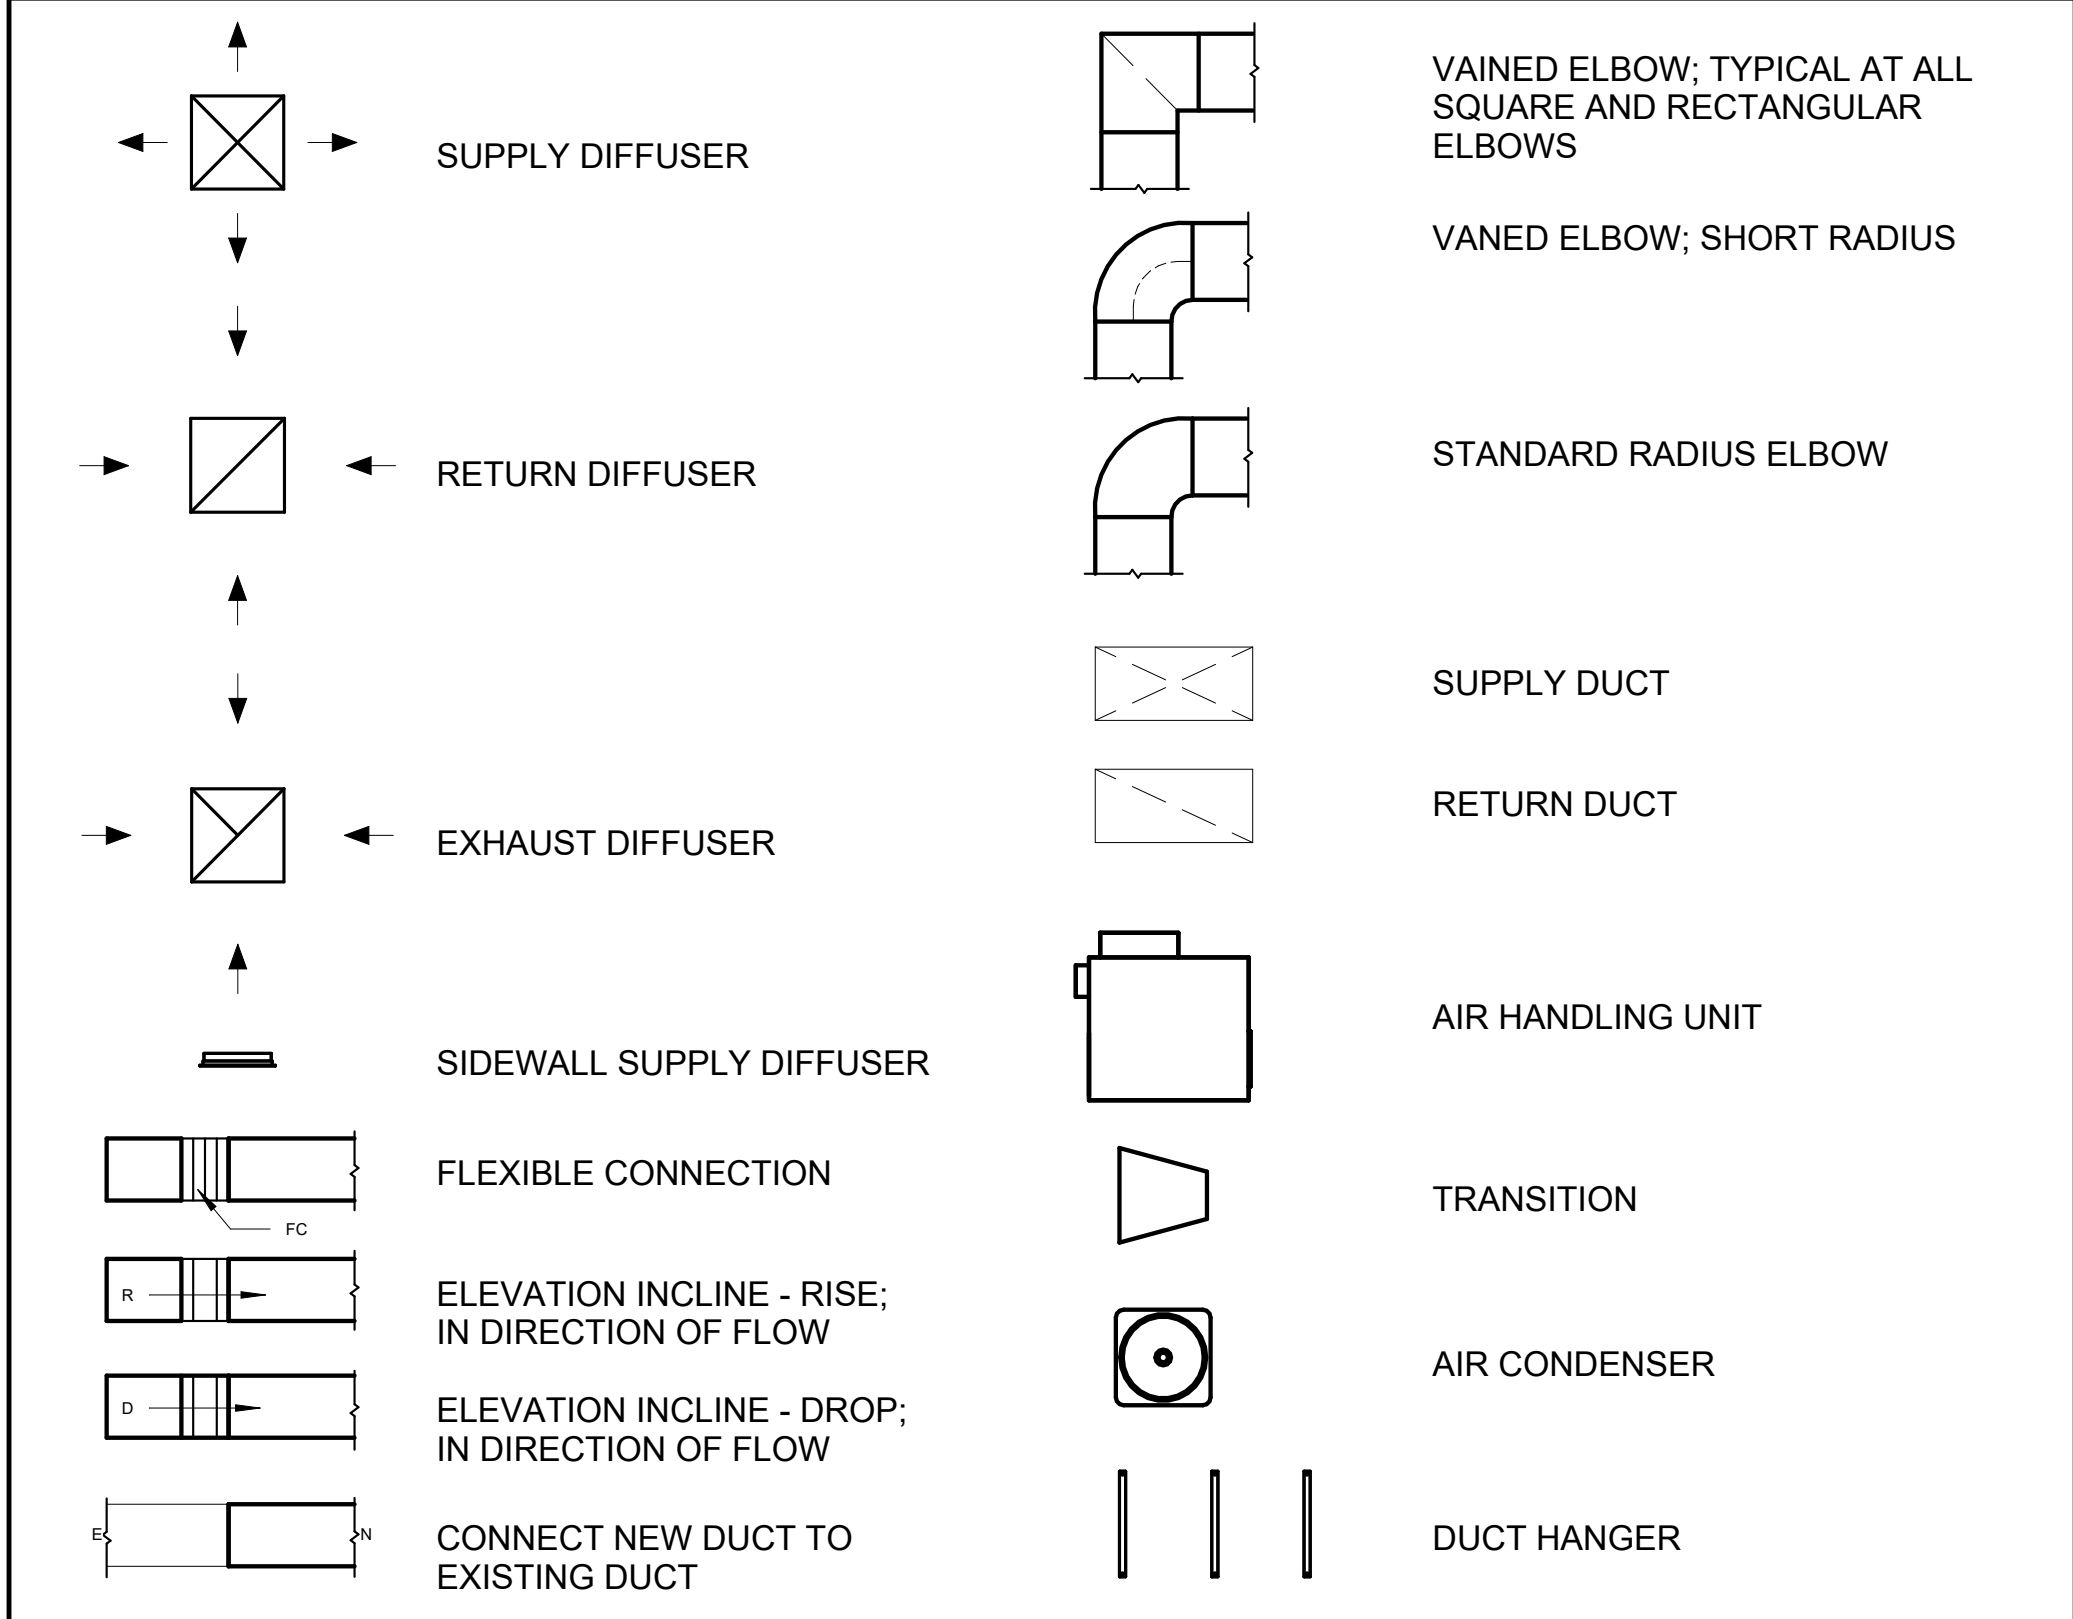 SUPPLY DIFFUSER
RETURN DIFFUSER
EXHAUST DIFFUSER
SIDEWALL SUPPLY DIFFUSER
FLEXIBLE CONNECTION
FC
R
ELEVATION INCLINE - RISE;
IN DIRECTION OF FLOW
D
ELEVATION INCLINE - DROP;
IN DIRECTION OF FLOW
E
N
CONNECT NEW DUCT TO
EXISTING DUCT
VAINED ELBOW; TYPICAL AT ALL
SQUARE AND RECTANGULAR
ELBOWS
VANED ELBOW; SHORT RADIUS
STANDARD RADIUS ELBOW
SUPPLY DUCT
RETURN DUCT
AIR HANDLING UNIT
TRANSITION
AIR CONDENSER
DUCT HANGER